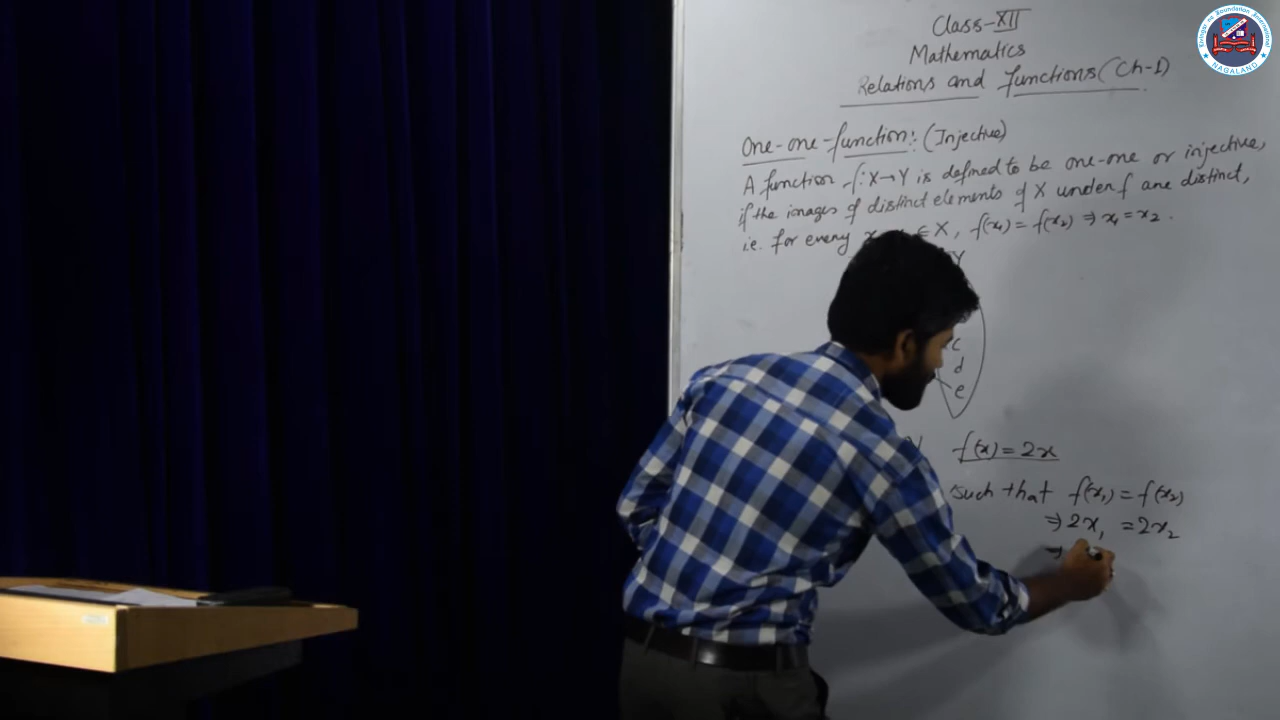 Class-XII
Mathematics
Relations and functions (Ch-1)
One-one-function: (Injective)
A function f: X→Y is defined to be one-one or injective,
if the images of distinct elements of X under f are distinct,
i.e. for every ∈ X, f(x₁) = f(x₂) ⇒ x₁ = x₂.
Y
c
d
e
f(x) = 2x
such that f(x₁) = f(x₂)
⇒ 2x₁ = 2x₂
⇒
NAGALAND